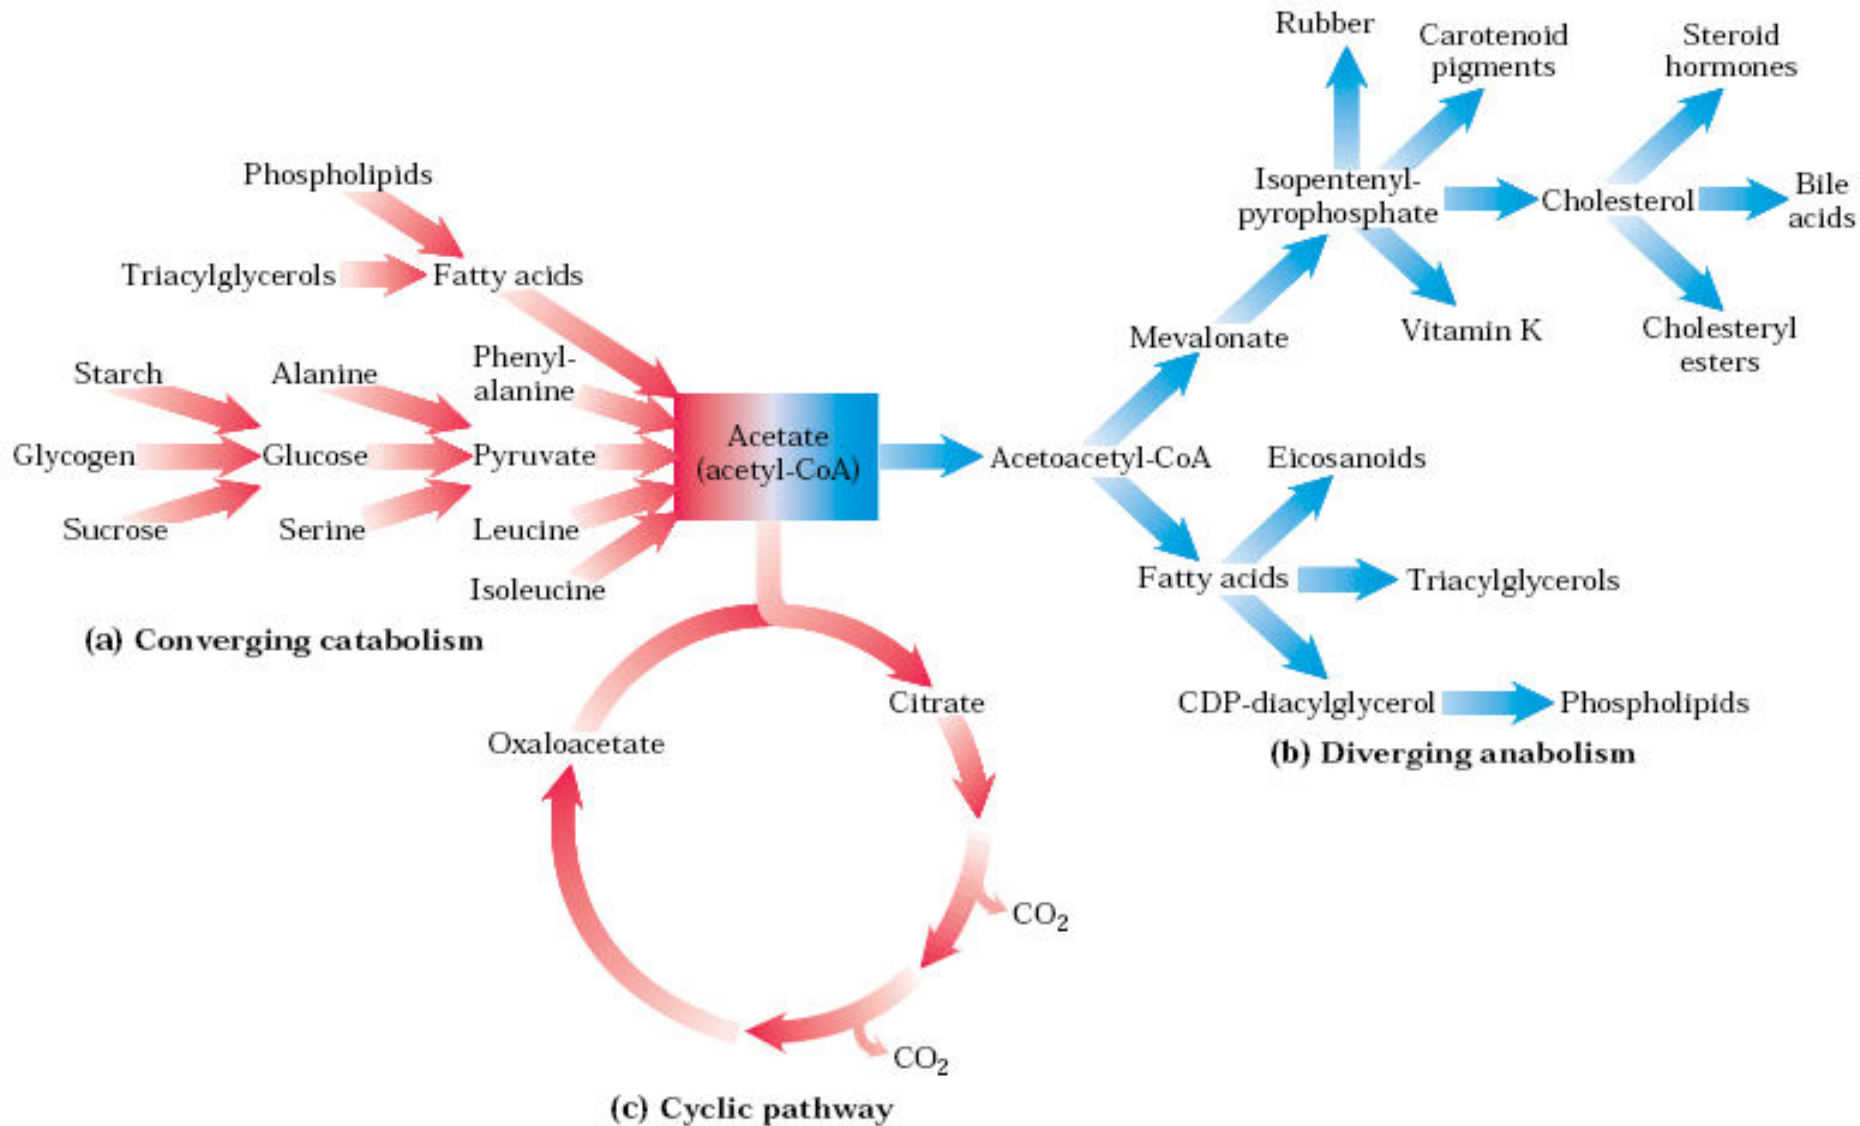 Rubber
Carotenoid
pigments
Steroid
hormones
Phospholipids
Isopentenyl-
pyrophosphate
Cholesterol
Bile
acids
Triacylglycerols
Fatty acids
Mevalonate
Vitamin K
Cholesteryl
esters
Starch
Alanine
Phenyl-
alanine
Glycogen
Glucose
Pyruvate
Acetate
(acetyl-CoA)
Acetoacetyl-CoA
Eicosanoids
Sucrose
Serine
Leucine
Isoleucine
Fatty acids
Triacylglycerols
(a) Converging catabolism
Citrate
CDP-diacylglycerol
Phospholipids
Oxaloacetate
(b) Diverging anabolism
CO2
CO2
(c) Cyclic pathway